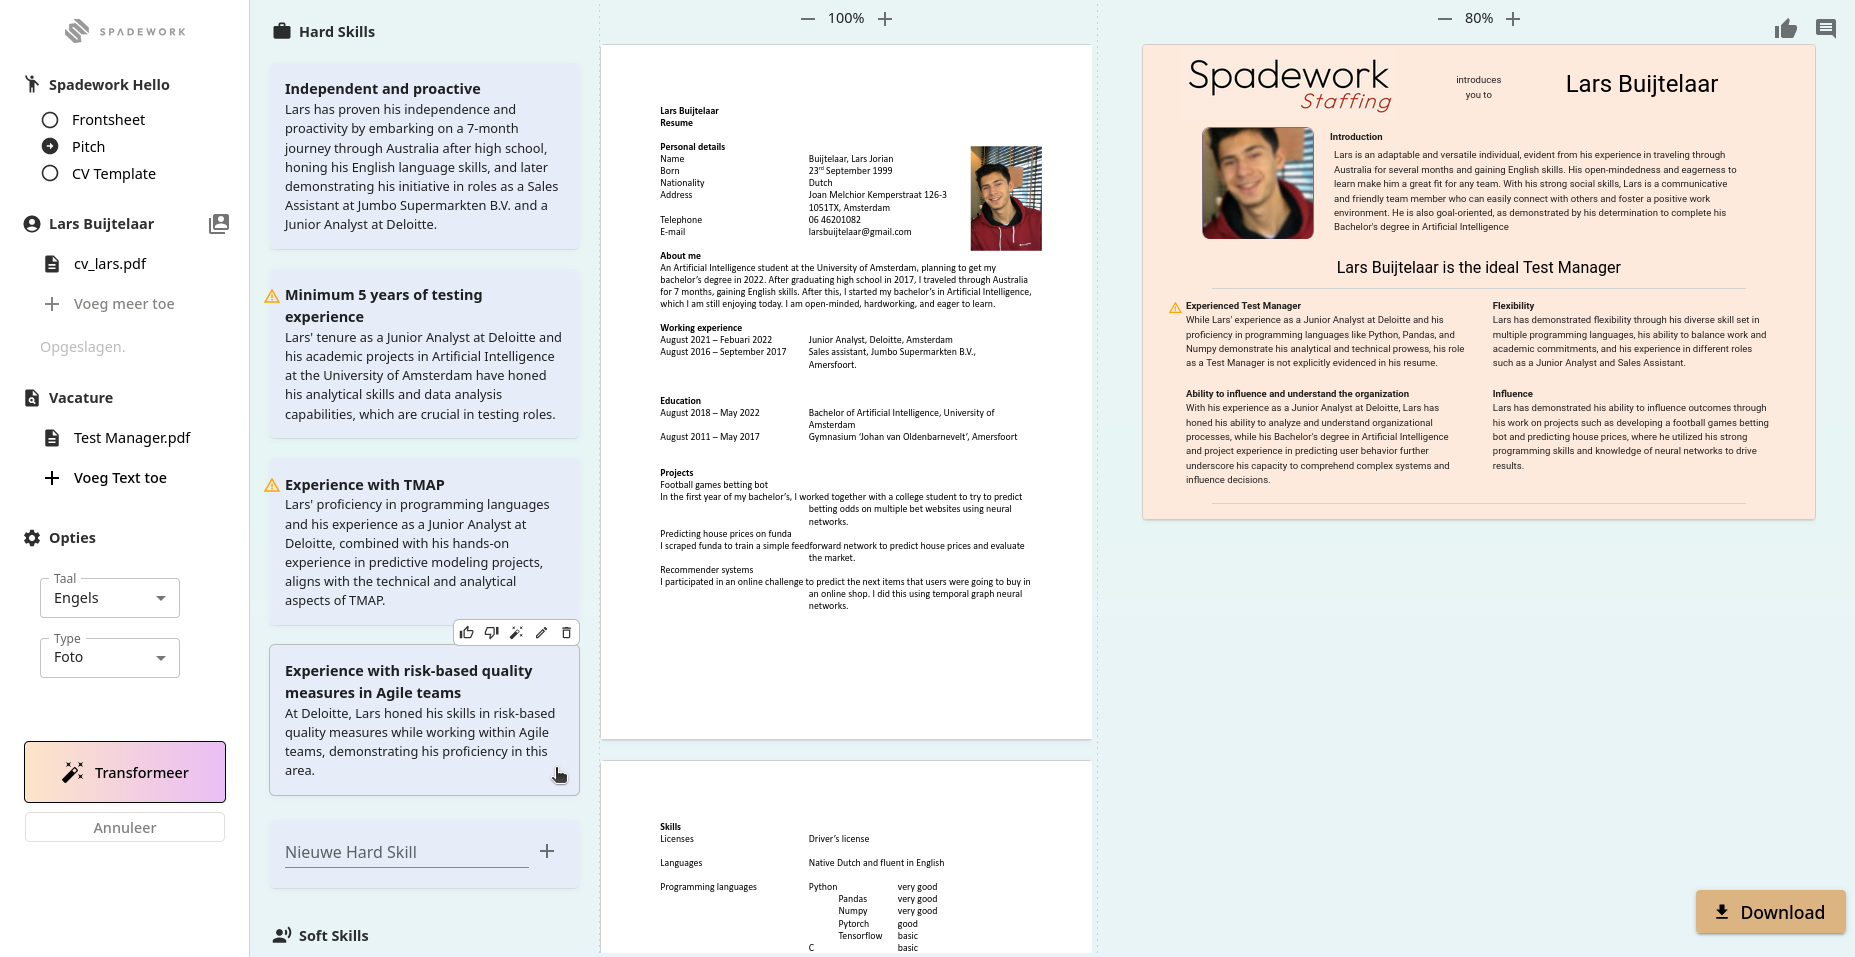 SPADEWORK
Spadework Hello
Frontsheet
Pitch
CV Template
Lars Buijtelaar
cv_lars.pdf
Voeg meer toe
Opgeslagen.
Vacature
Test Manager.pdf
Voeg Text toe
Opties
Taal
Engels
Type
Foto
Transformeer
Annuleer
Hard Skills
Independent and proactive
Lars has proven his independence and
proactivity by embarking on a 7-month
journey through Australia after high school,
honing his English language skills, and later
demonstrating his initiative in roles as a Sales
Assistant at Jumbo Supermarkten B.V. and a
Junior Analyst at Deloitte.
Minimum 5 years of testing
experience
Lars' tenure as a Junior Analyst at Deloitte and
his academic projects in Artificial Intelligence
at the University of Amsterdam have honed
his analytical skills and data analysis
capabilities, which are crucial in testing roles.
Experience with TMAP
Lars' proficiency in programming languages
and his experience as a Junior Analyst at
Deloitte, combined with his hands-on
experience in predictive modeling projects,
aligns with the technical and analytical
aspects of TMAP.
Experience with risk-based quality
measures in Agile teams
At Deloitte, Lars honed his skills in risk-based
quality measures while working within Agile
teams, demonstrating his proficiency in this
area.
Nieuwe Hard Skill
Soft Skills
100%
Lars Buijtelaar
Resume
Personal details
Name Buijtelaar, Lars Jorian
Born 23rd September 1999
Nationality Dutch
Address Joan Melchior Kemperstraat 126-3
1051TX, Amsterdam
Telephone 06 46201082
E-mail larsbuijtelaar@gmail.com
About me
An Artificial Intelligence student at the University of Amsterdam, planning to get my
bachelor's degree in 2022. After graduating high school in 2017, I traveled through Australia
for 7 months, gaining English skills. After this, I started my bachelor's in Artificial Intelligence,
which I am still enjoying today. I am open-minded, hardworking, and eager to learn.
Working experience
August 2021 – Febuari 2022 Junior Analyst, Deloitte, Amsterdam
August 2016 – September 2017 Sales assistant, Jumbo Supermarkten B.V.,
Amersfoort.
Education
August 2018 – May 2022 Bachelor of Artificial Intelligence, University of
Amsterdam
August 2011 – May 2017 Gymnasium 'Johan van Oldenbarnevelt', Amersfoort
Projects
Football games betting bot
In the first year of my bachelor's, I worked together with a college student to try to predict
betting odds on multiple bet websites using neural
networks.
Predicting house prices on funda
I scraped funda to train a simple feedforward network to predict house prices and evaluate
the market.
Recommender systems
I participated in an online challenge to predict the next items that users were going to buy in
an online shop. I did this using temporal graph neural
networks.
Skills
Licenses Driver's license
Languages Native Dutch and fluent in English
Programming languages Python very good
Pandas very good
Numpy very good
Pytorch good
Tensorflow basic
C basic
80%
Spadework
Staffing
introduces
you to
Lars Buijtelaar
Introduction
Lars is an adaptable and versatile individual, evident from his experience in traveling through
Australia for several months and gaining English skills. His open-mindedness and eagerness to
learn make him a great fit for any team. With his strong social skills, Lars is a communicative
and friendly team member who can easily connect with others and foster a positive work
environment. He is also goal-oriented, as demonstrated by his determination to complete his
Bachelor's degree in Artificial Intelligence
Lars Buijtelaar is the ideal Test Manager
Experienced Test Manager
While Lars' experience as a Junior Analyst at Deloitte and his
proficiency in programming languages like Python, Pandas, and
Numpy demonstrate his analytical and technical prowess, his role
as a Test Manager is not explicitly evidenced in his resume.
Flexibility
Lars has demonstrated flexibility through his diverse skill set in
multiple programming languages, his ability to balance work and
academic commitments, and his experience in different roles
such as a Junior Analyst and Sales Assistant.
Ability to influence and understand the organization
With his experience as a Junior Analyst at Deloitte, Lars has
honed his ability to analyze and understand organizational
processes, while his Bachelor's degree in Artificial Intelligence
and project experience in predicting user behavior further
underscore his capacity to comprehend complex systems and
influence decisions.
Influence
Lars has demonstrated his ability to influence outcomes through
his work on projects such as developing a football games betting
bot and predicting house prices, where he utilized his strong
programming skills and knowledge of neural networks to drive
results.
Download